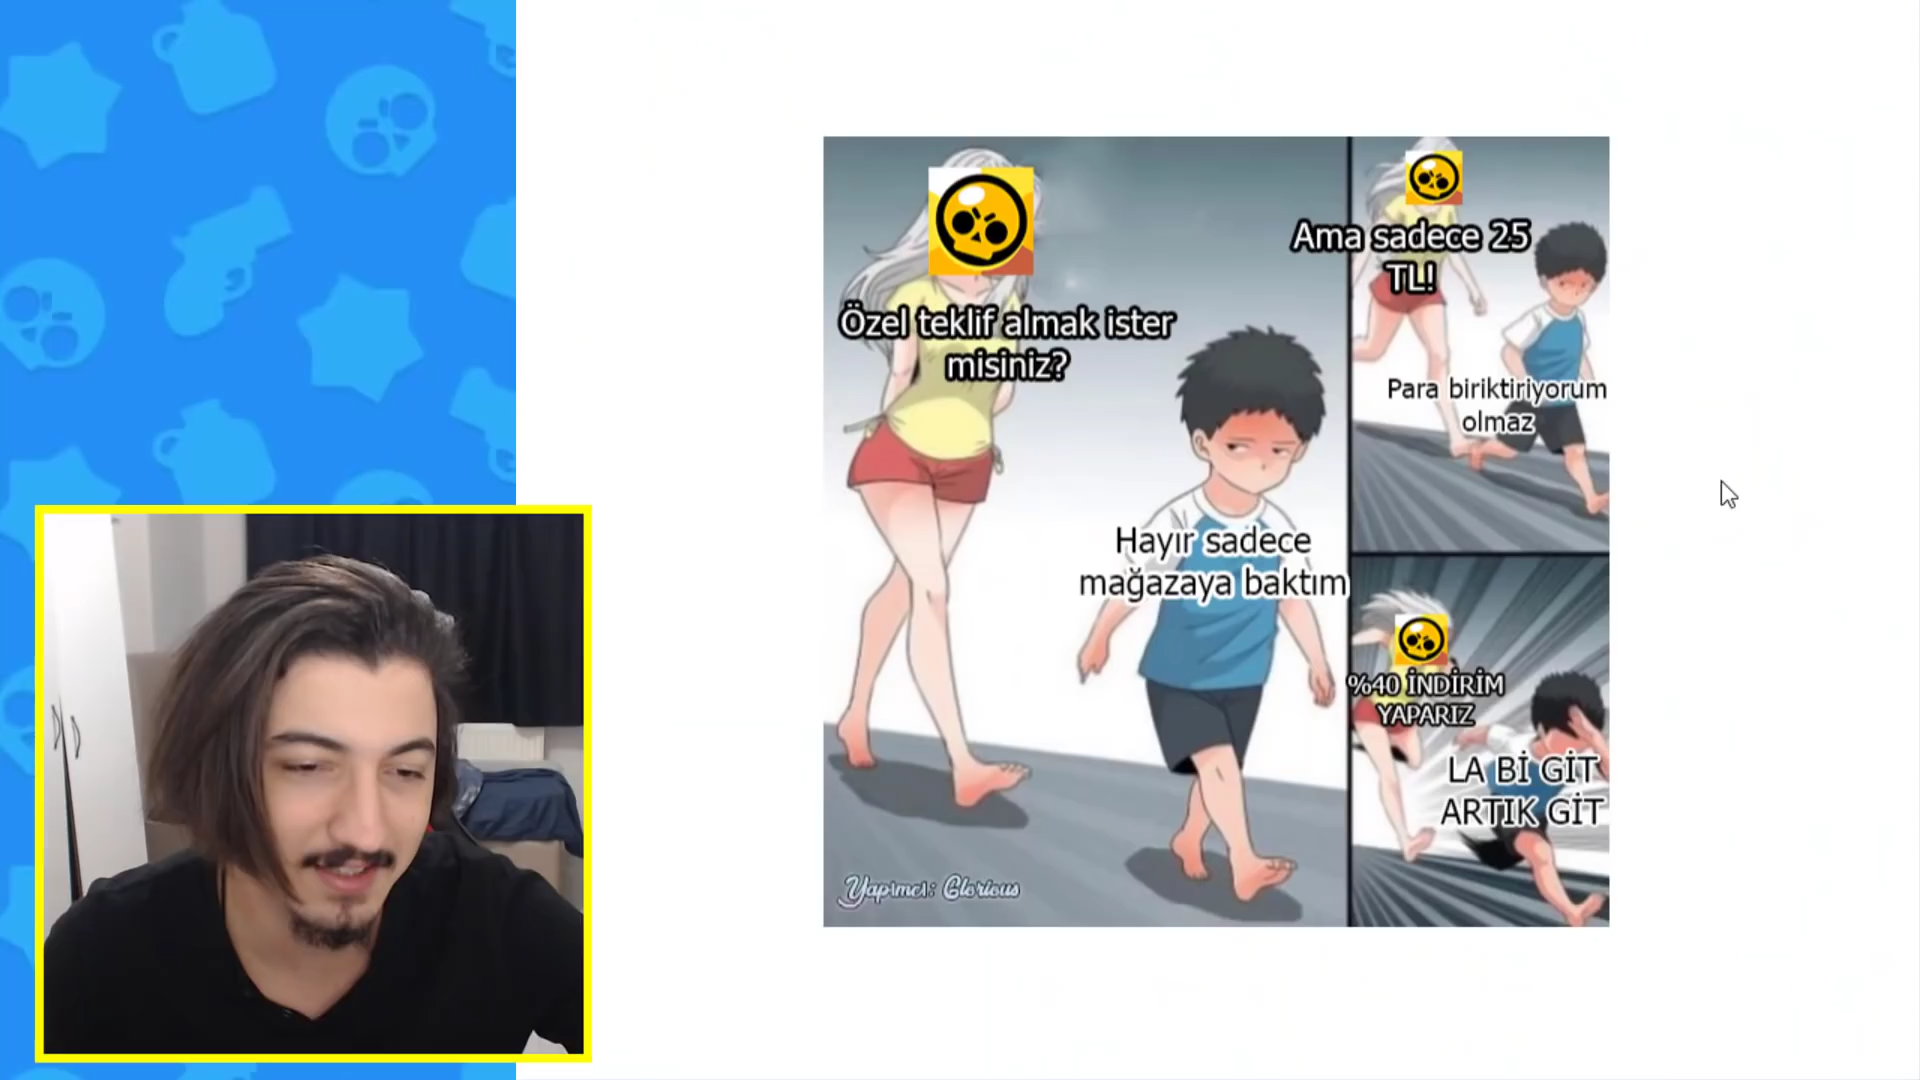 Özel teklif almak ister
misiniz?
Hayır sadece
mağazaya baktım
Ama sadece 25
TL!
Para biriktiriyorum
olmaz
%40 İNDİRİM
YAPARIZ
LA Bİ GİT
ARTIK GİT
Yapımcı: Glorious